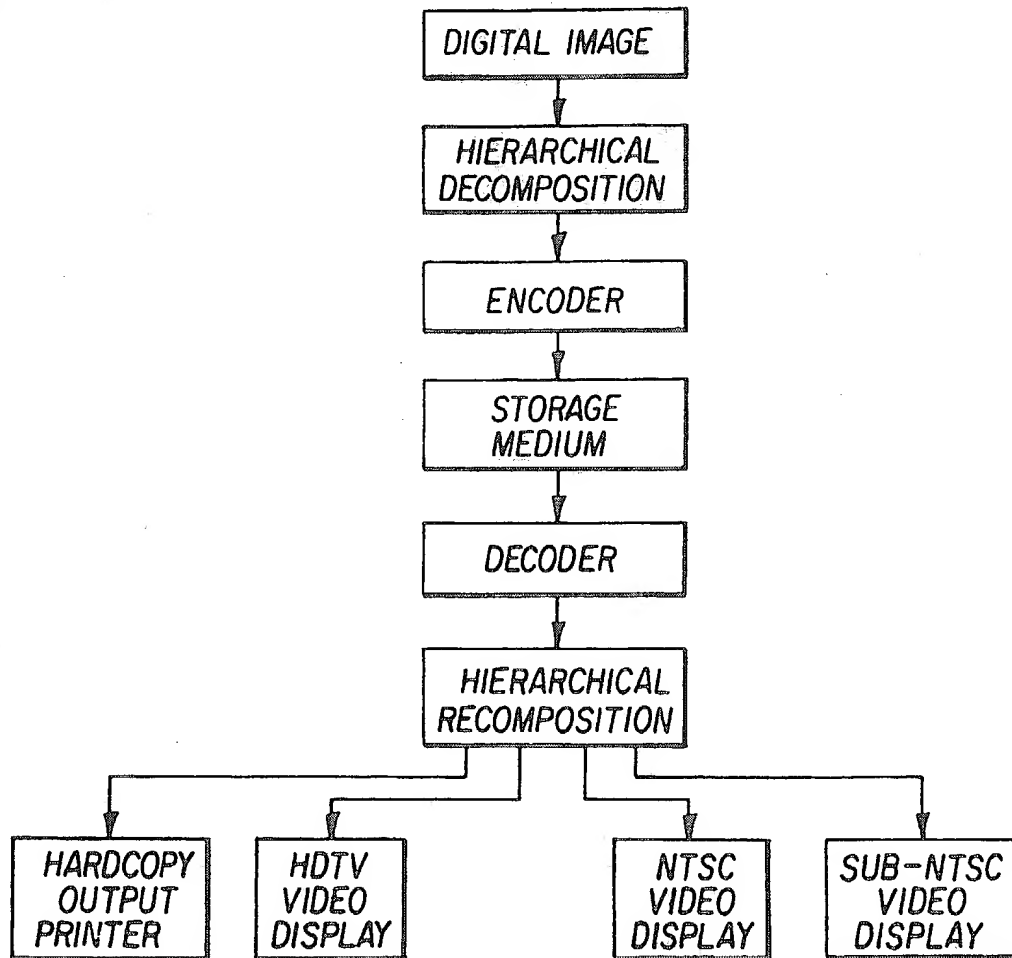 DIGITAL IMAGE
HIERARCHICAL
DECOMPOSITION
ENCODER
STORAGE
MEDIUM
DECODER
HIERARCHICAL
RECOMPOSITION
HARDCOPY
OUTPUT
PRINTER
HDTV
VIDEO
DISPLAY
NTSC
VIDEO
DISPLAY
SUB-NTSC
VIDEO
DISPLAY